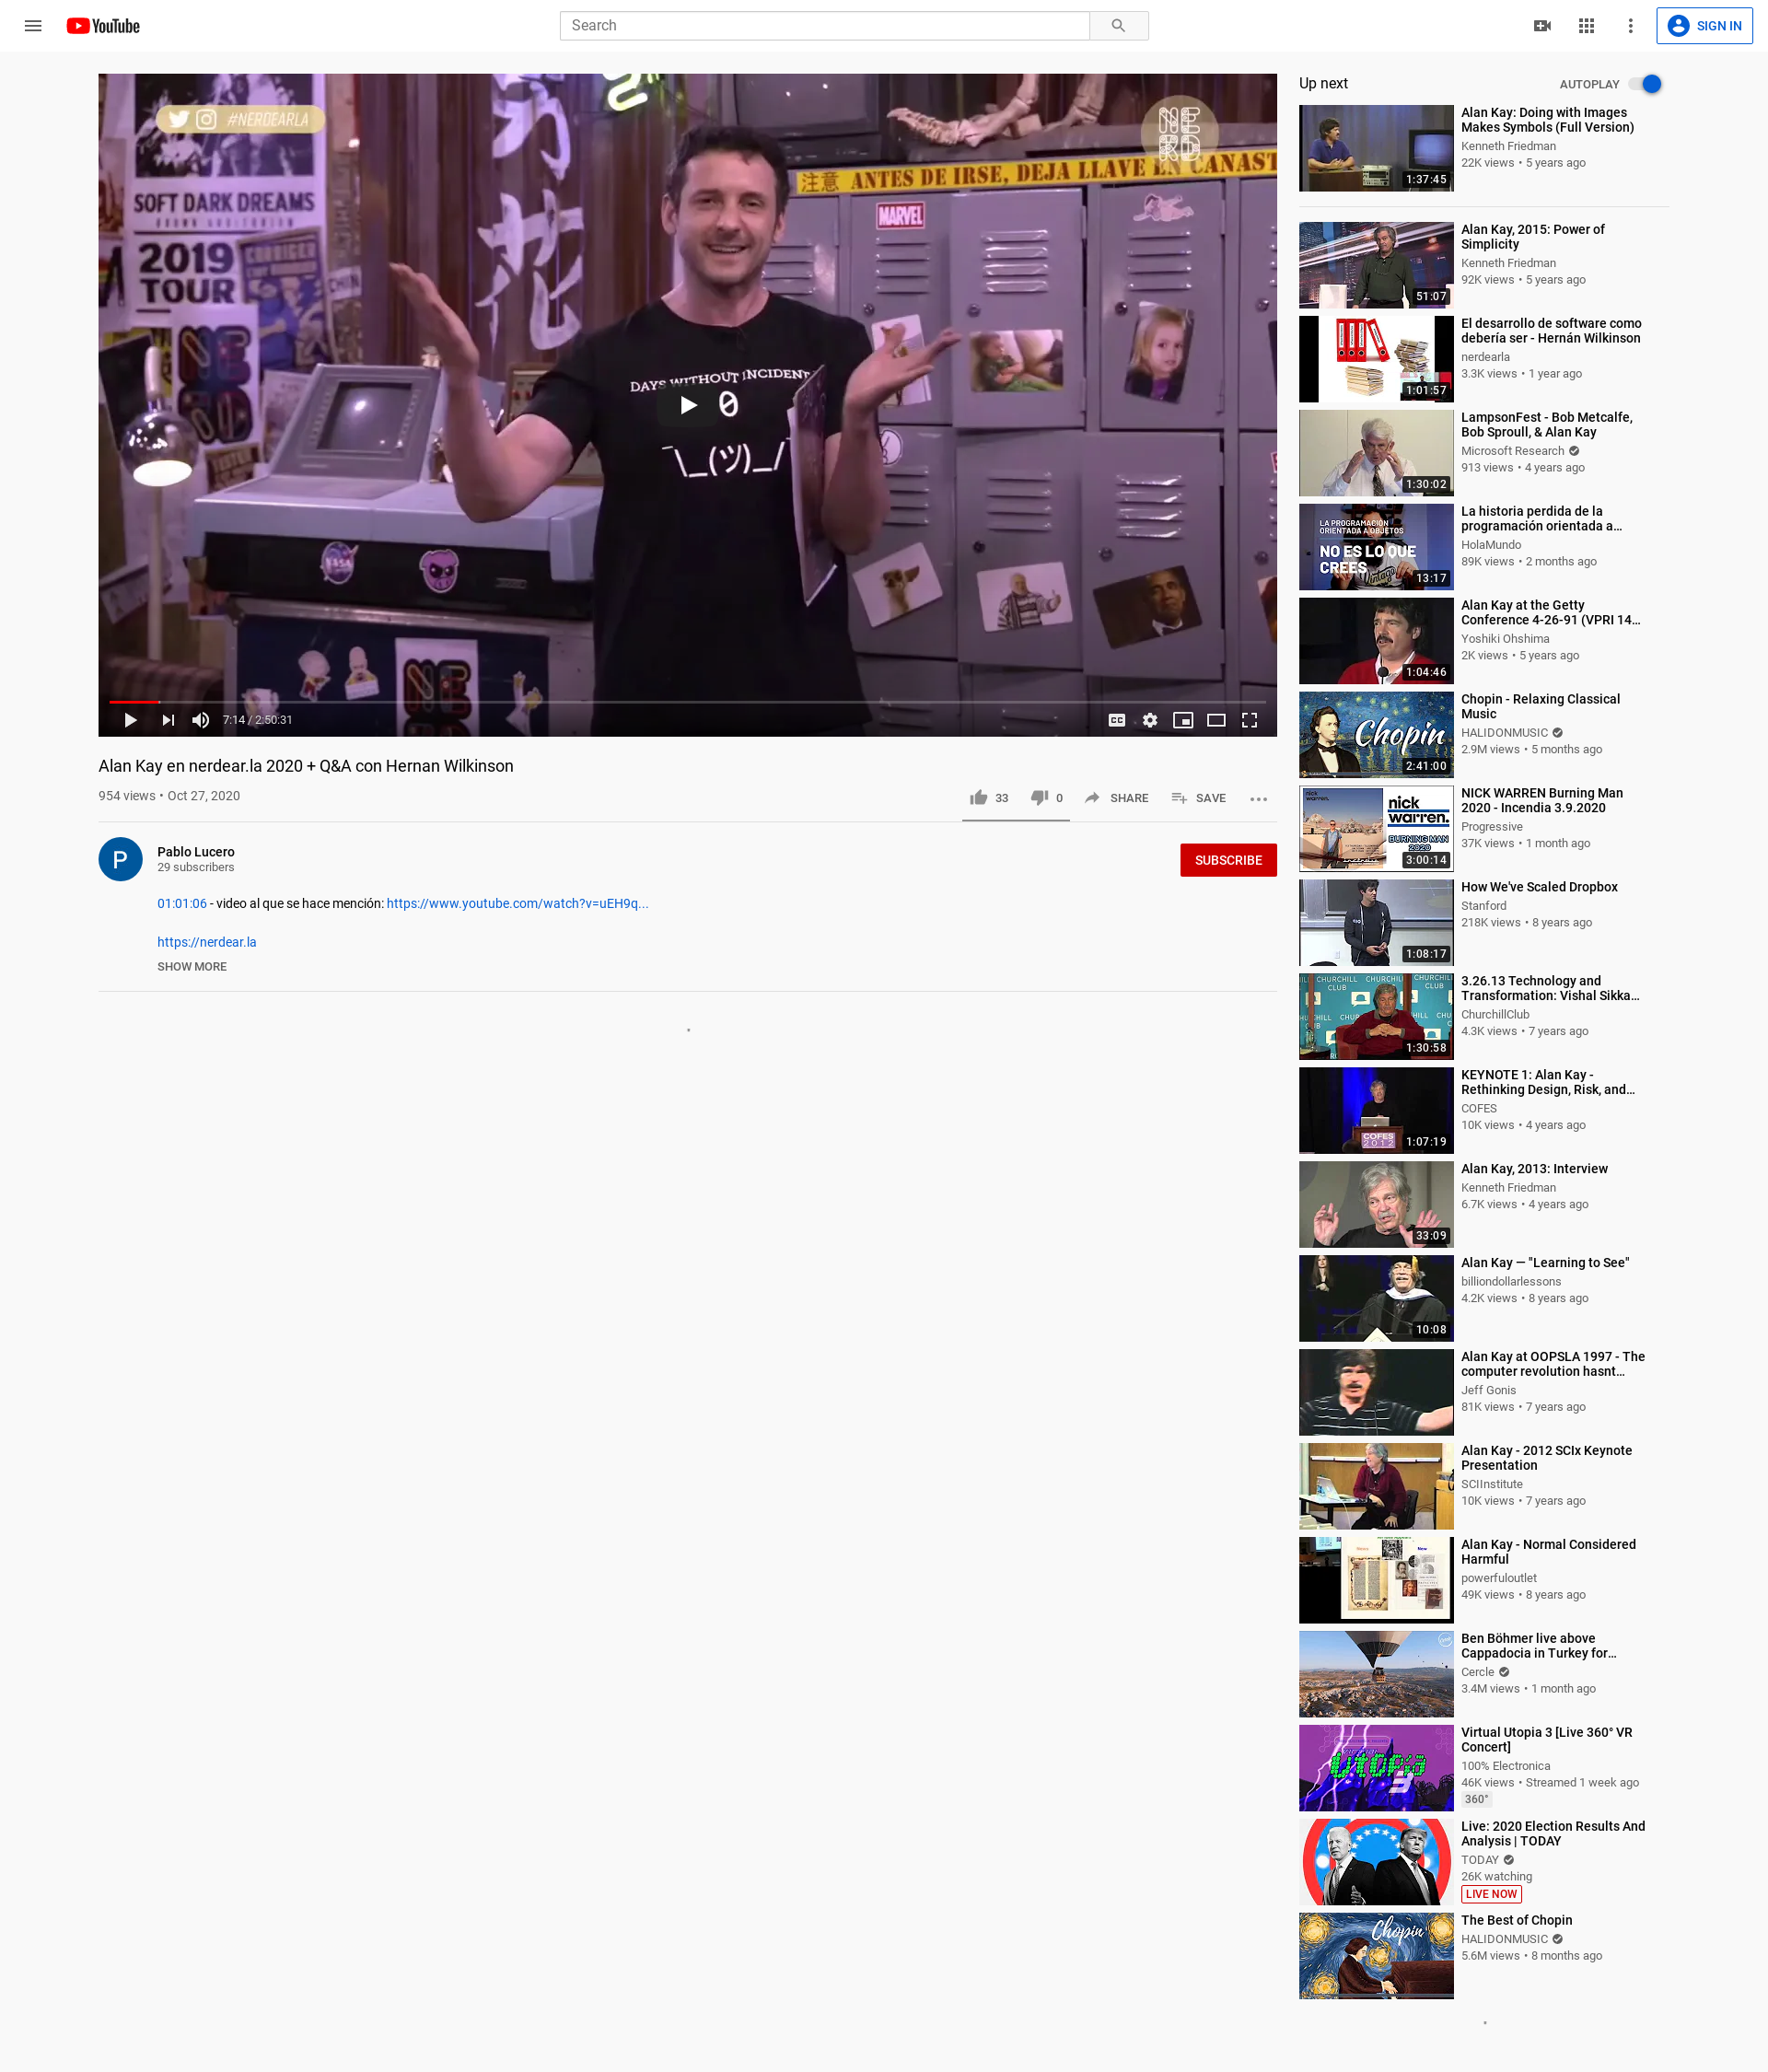 YouTube
Search
SIGN IN
#NERDEARLA
NE
RD
SOFT DARK DREAMS
2019
TOUR
花
注意 ANTES DE IRSE, DEJA LLAVE EN CANAST
MARVEL
DAYS WITHOUT INCIDENT
0
¯\_(ツ)_/
NASA
7:14 / 2:50:31
CC
Alan Kay en nerdear.la 2020 + Q&A con Hernan Wilkinson
954 views • Oct 27, 2020
33
0
SHARE
SAVE
P
Pablo Lucero
29 subscribers
SUBSCRIBE
01:01:06 - video al que se hace mención: https://www.youtube.com/watch?v=uEH9q...
https://nerdear.la
SHOW MORE
Up next
AUTOPLAY
1:37:45
Alan Kay: Doing with Images
Makes Symbols (Full Version)
Kenneth Friedman
22K views • 5 years ago
51:07
Alan Kay, 2015: Power of
Simplicity
Kenneth Friedman
92K views • 5 years ago
1:01:57
El desarrollo de software como
debería ser - Hernán Wilkinson
nerdearla
3.3K views • 1 year ago
1:30:02
LampsonFest - Bob Metcalfe,
Bob Sproull, & Alan Kay
Microsoft Research
913 views • 4 years ago
LA PROGRAMACIÓN
ORIENTADA A OBJETOS
NO ES LO QUE
CREES
Vintage
13:17
La historia perdida de la
programación orientada a…
HolaMundo
89K views • 2 months ago
1:04:46
Alan Kay at the Getty
Conference 4-26-91 (VPRI 14…
Yoshiki Ohshima
2K views • 5 years ago
Chopin
2:41:00
Chopin - Relaxing Classical
Music
HALIDONMUSIC
2.9M views • 5 months ago
nick
warren.
nick
warren.
BURNING MAN
2020
3:00:14
NICK WARREN Burning Man
2020 - Incendia 3.9.2020
Progressive
37K views • 1 month ago
1:08:17
How We've Scaled Dropbox
Stanford
218K views • 8 years ago
CHURCHILL
CLUB
1:30:58
3.26.13 Technology and
Transformation: Vishal Sikka…
ChurchillClub
4.3K views • 7 years ago
COFES
2012
1:07:19
KEYNOTE 1: Alan Kay -
Rethinking Design, Risk, and…
COFES
10K views • 4 years ago
33:09
Alan Kay, 2013: Interview
Kenneth Friedman
6.7K views • 4 years ago
10:08
Alan Kay — "Learning to See"
billiondollarlessons
4.2K views • 8 years ago
Alan Kay at OOPSLA 1997 - The
computer revolution hasnt…
Jeff Gonis
81K views • 7 years ago
Alan Kay - 2012 SCIx Keynote
Presentation
SCIInstitute
10K views • 7 years ago
Alan Kay - Normal Considered
Harmful
powerfuloutlet
49K views • 8 years ago
Ben Böhmer live above
Cappadocia in Turkey for…
Cercle
3.4M views • 1 month ago
UTOPIA
3
Virtual Utopia 3 [Live 360° VR
Concert]
100% Electronica
46K views • Streamed 1 week ago
360°
Live: 2020 Election Results And
Analysis | TODAY
TODAY
26K watching
LIVE NOW
Chopin
The Best of Chopin
HALIDONMUSIC
5.6M views • 8 months ago